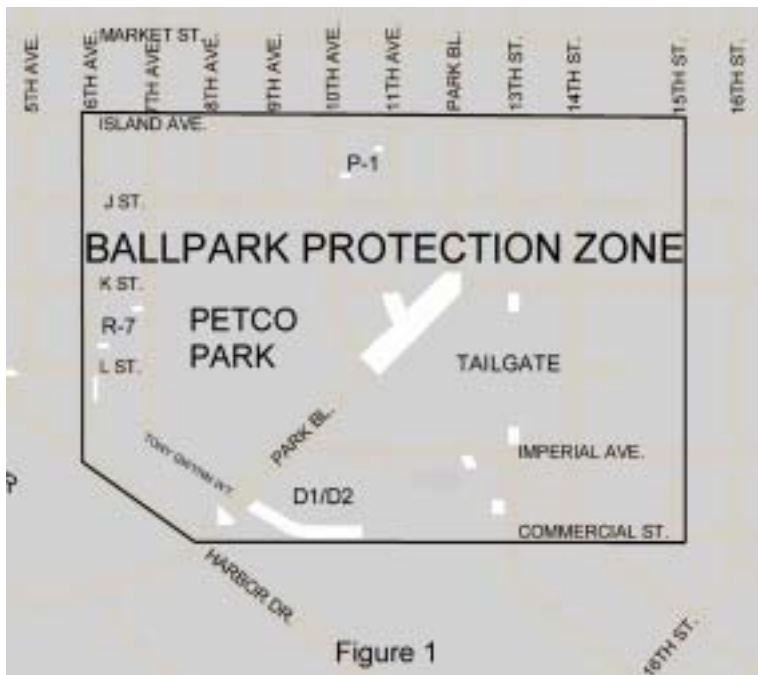 MARKET ST.
5TH AVE.
6TH AVE.
7TH AVE.
8TH AVE.
9TH AVE.
10TH AVE.
11TH AVE.
PARK BL.
13TH ST.
14TH ST.
15TH ST.
16TH ST.
ISLAND AVE.
P-1
J ST.
BALLPARK PROTECTION ZONE
K ST.
R-7
PETCO
PARK
L ST.
TAILGATE
PARK BL.
TONY GWYNN WY.
IMPERIAL AVE.
D1/D2
COMMERCIAL ST.
HARBOR DR.
16TH ST.
Figure 1